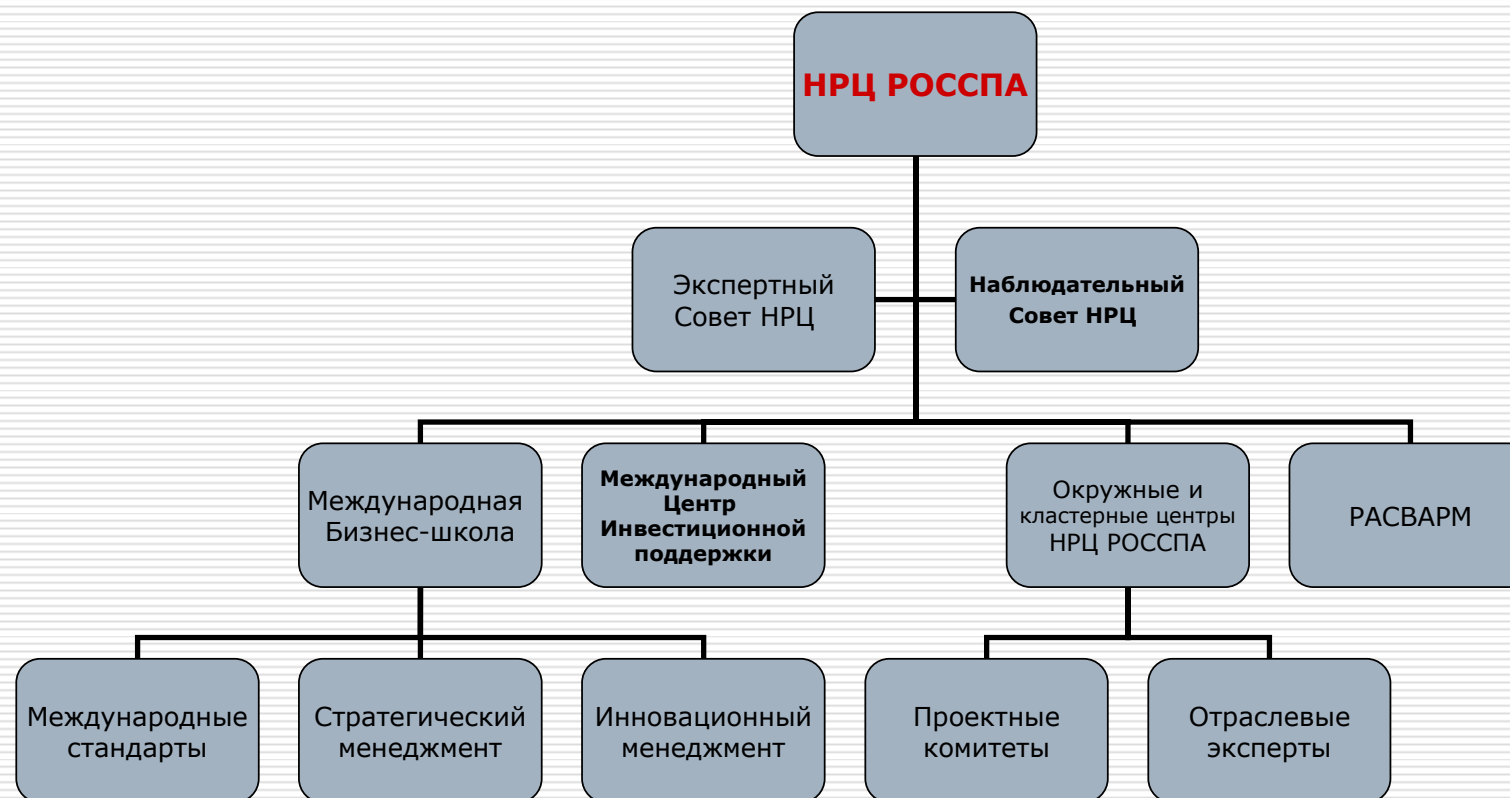 НРЦ РОССПА
Экспертный
Совет НРЦ
Наблюдательный
Совет НРЦ
Международная
Бизнес-школа
Международный
Центр
Инвестиционной
поддержки
Окружные и
кластерные центры
НРЦ РОССПА
РАСВАРМ
Международные
стандарты
Стратегический
менеджмент
Инновационный
менеджмент
Проектные
комитеты
Отраслевые
эксперты